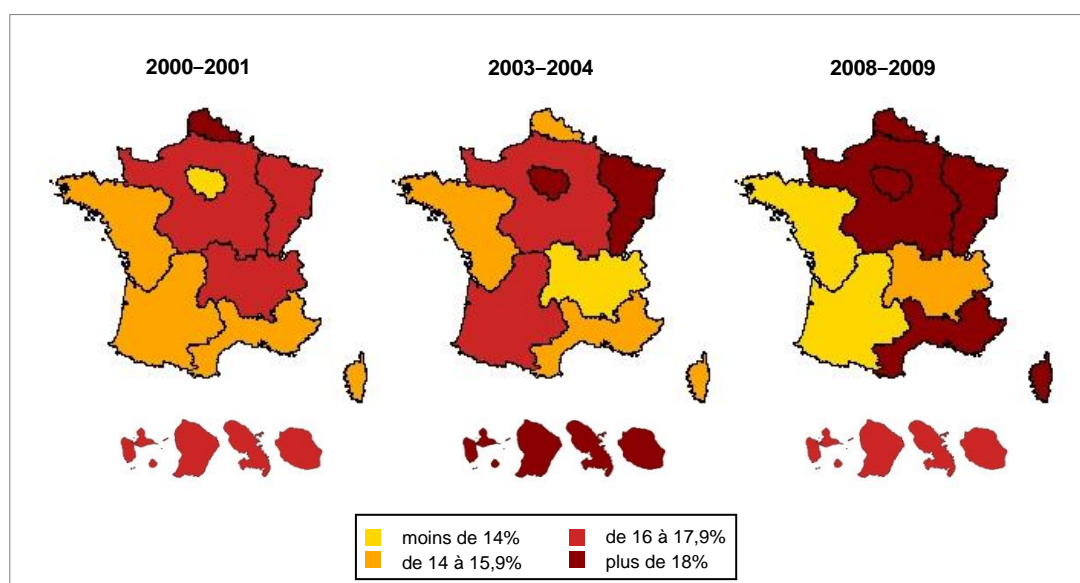 2000–2001 2003–2004 2008–2009
moins de 14% de 16 à 17,9%
de 14 à 15,9% plus de 18%